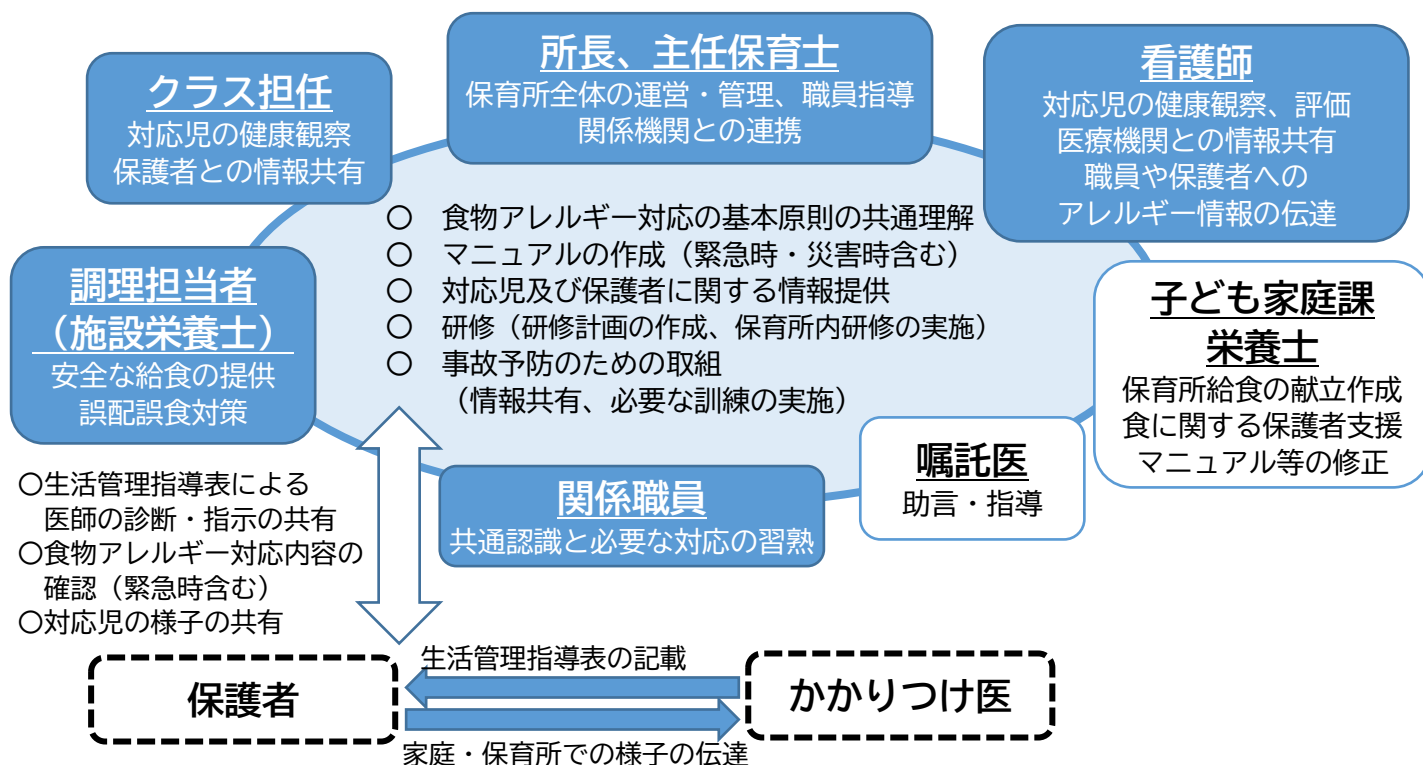 所長、主任保育士
保育所全体の運営・管理、職員指導
関係機関との連携
クラス担任
対応児の健康観察
保護者との情報共有
看護師
対応児の健康観察、評価
医療機関との情報共有
職員や保護者への
アレルギー情報の伝達
○ 食物アレルギー対応の基本原則の共通理解
○ マニュアルの作成（緊急時・災害時含む）
○ 対応児及び保護者に関する情報提供
○ 研修（研修計画の作成、保育所内研修の実施）
○ 事故予防のための取組
（情報共有、必要な訓練の実施）
調理担当者
（施設栄養士）
安全な給食の提供
誤配誤食対策
子ども家庭課
栄養士
保育所給食の献立作成
食に関する保護者支援
マニュアル等の修正
嘱託医
助言・指導
関係職員
共通認識と必要な対応の習熟
○生活管理指導表による
医師の診断・指示の共有
○食物アレルギー対応内容の
確認（緊急時含む）
○対応児の様子の共有
生活管理指導表の記載
保護者
かかりつけ医
家庭・保育所での様子の伝達